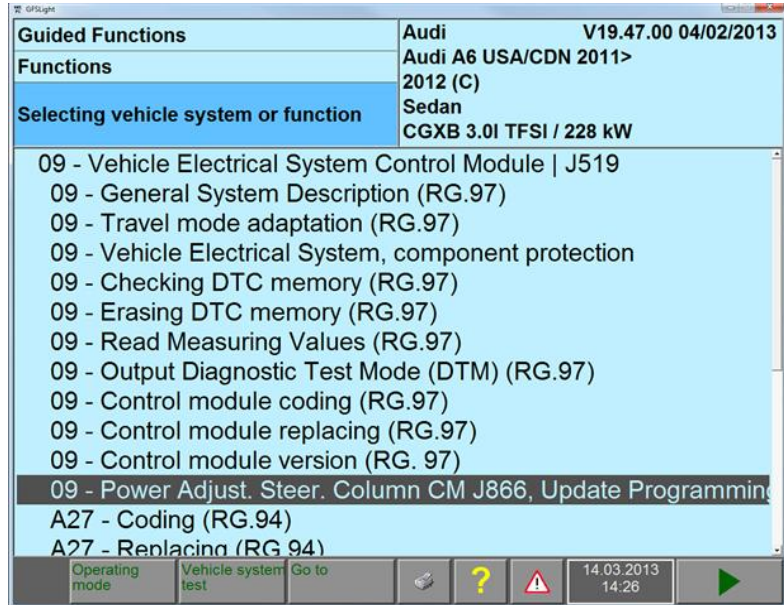 GFSLight
Guided Functions
Functions
Selecting vehicle system or function
Audi V19.47.00 04/02/2013
Audi A6 USA/CDN 2011>
2012 (C)
Sedan
CGXB 3.0l TFSI / 228 kW
09 - Vehicle Electrical System Control Module | J519
09 - General System Description (RG.97)
09 - Travel mode adaptation (RG.97)
09 - Vehicle Electrical System, component protection
09 - Checking DTC memory (RG.97)
09 - Erasing DTC memory (RG.97)
09 - Read Measuring Values (RG.97)
09 - Output Diagnostic Test Mode (DTM) (RG.97)
09 - Control module coding (RG.97)
09 - Control module replacing (RG.97)
09 - Control module version (RG. 97)
09 - Power Adjust. Steer. Column CM J866, Update Programming
A27 - Coding (RG.94)
A27 - Replacing (RG.94)
Operating
mode
Vehicle system
test
Go to
?
14.03.2013
14:26